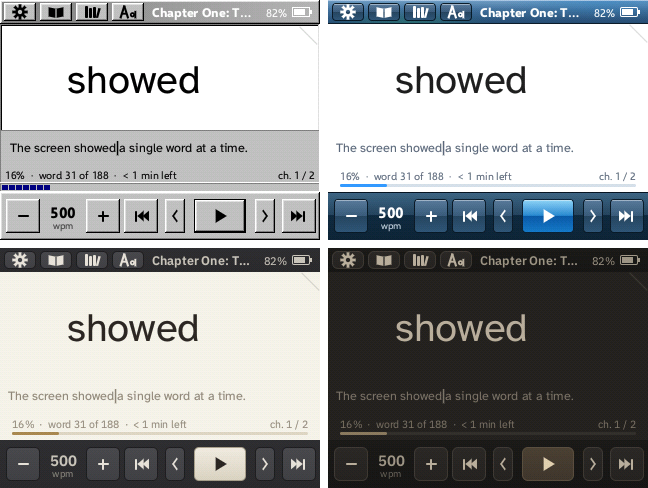 Aa Chapter One: T... 82%
showed
The screen showed a single word at a time.
16% · word 31 of 188 · < 1 min left ch. 1 / 2
500
wpm
Aa Chapter One: T... 82%
showed
The screen showed a single word at a time.
16% · word 31 of 188 · < 1 min left ch. 1 / 2
500
wpm
Aa Chapter One: T... 82%
showed
The screen showed a single word at a time.
16% · word 31 of 188 · < 1 min left ch. 1 / 2
500
wpm
Aa Chapter One: T... 82%
showed
The screen showed a single word at a time.
16% · word 31 of 188 · < 1 min left ch. 1 / 2
500
wpm